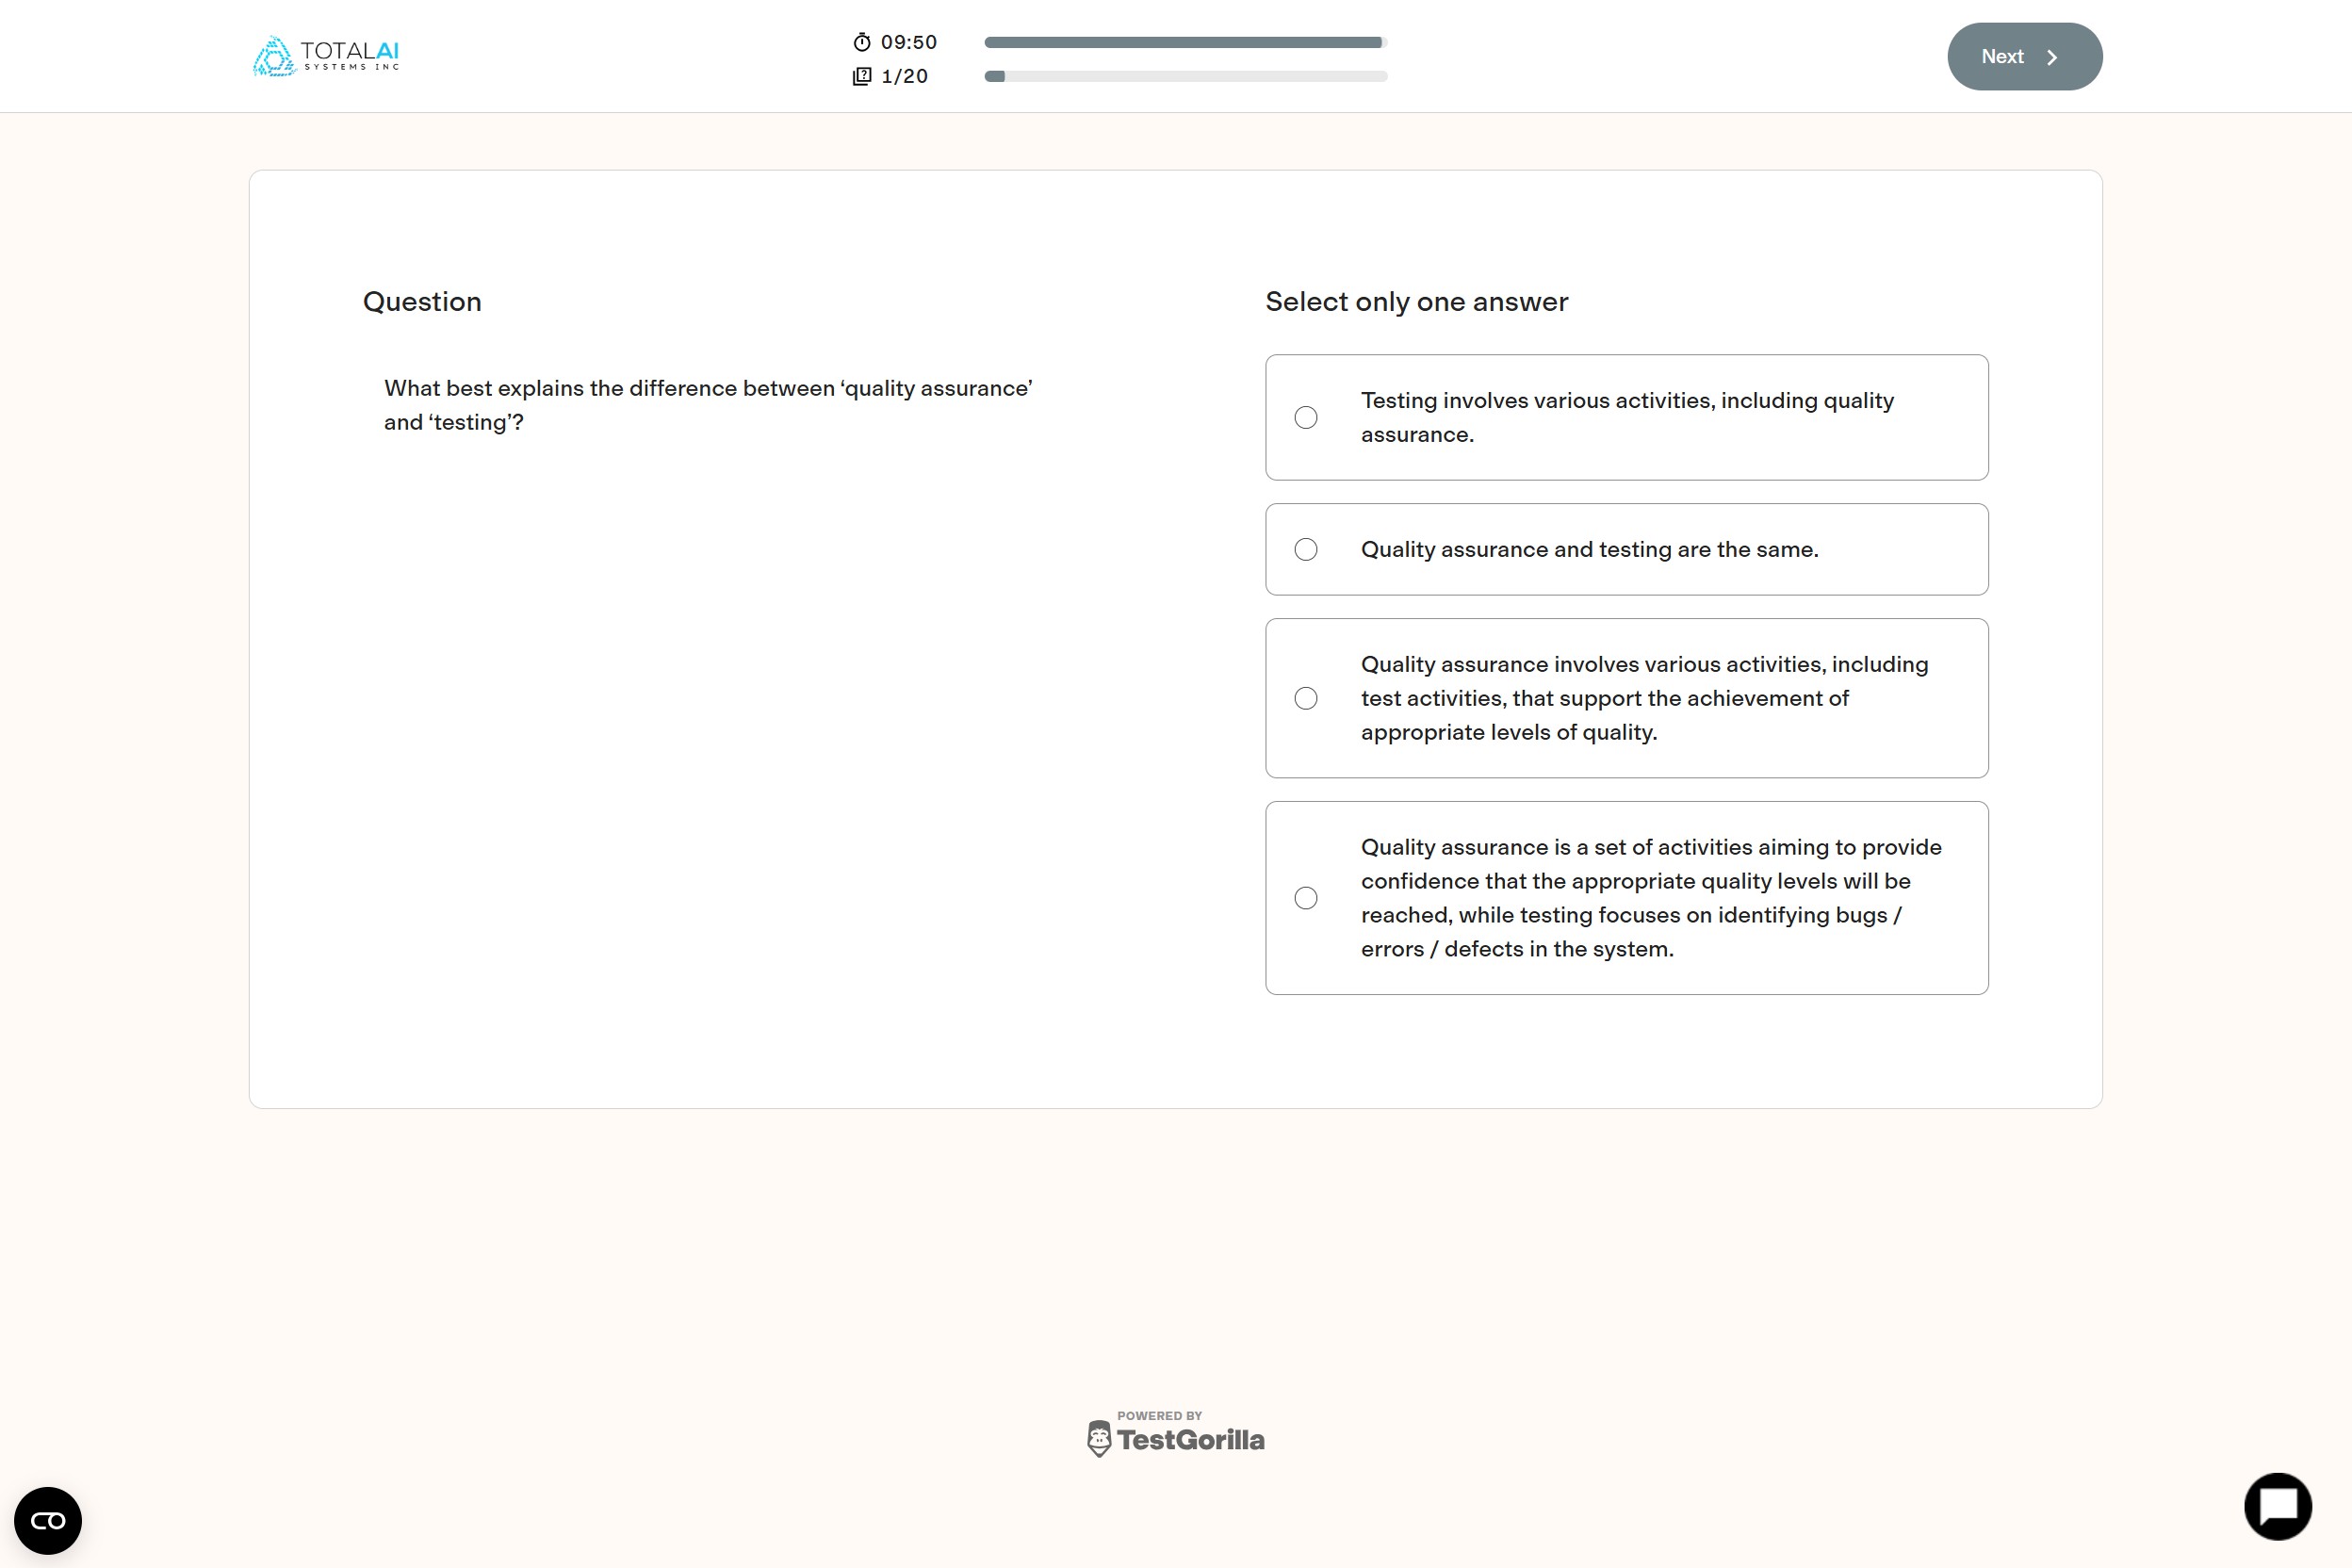 TOTALAI
SYSTEMS INC
09:50
1/20
Next
Question
What best explains the difference between ‘quality assurance’
and ‘testing’?
Select only one answer
Testing involves various activities, including quality
assurance.
Quality assurance and testing are the same.
Quality assurance involves various activities, including
test activities, that support the achievement of
appropriate levels of quality.
Quality assurance is a set of activities aiming to provide
confidence that the appropriate quality levels will be
reached, while testing focuses on identifying bugs /
errors / defects in the system.
POWERED BY
TestGorilla